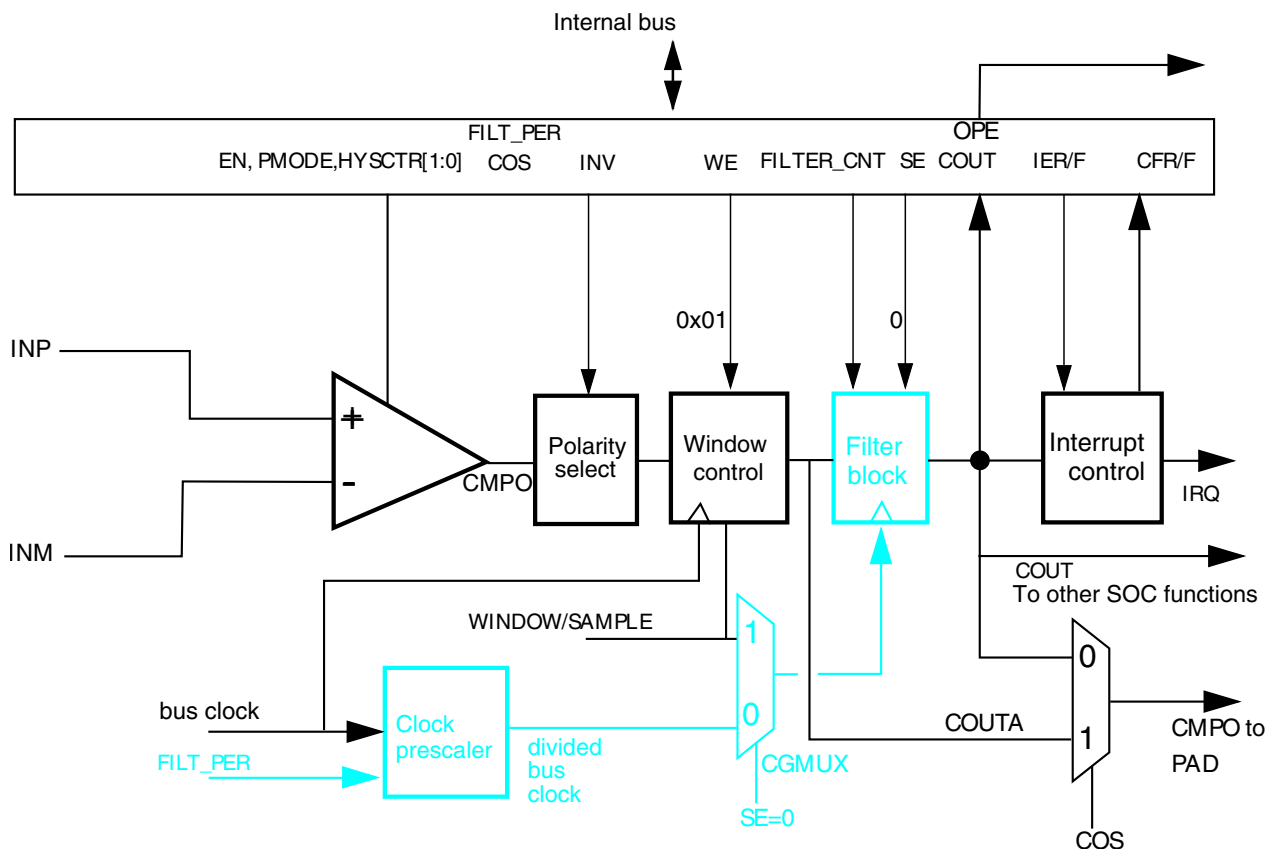 Internal bus
FILT_PER
OPE
EN, PMODE,HYSCTR[1:0]
COS
INV
WE
FILTER_CNT
SE
COUT
IER/F
CFR/F
0x01
0
INP
+
-
INM
CMPO
Polarity
select
Window
control
Filter
block
Interrupt
control
IRQ
COUT
To other SOC functions
WINDOW/SAMPLE
1
0
CGMUX
SE=0
bus clock
FILT_PER
Clock
prescaler
divided
bus
clock
COUTA
0
1
CMPO to
PAD
COS